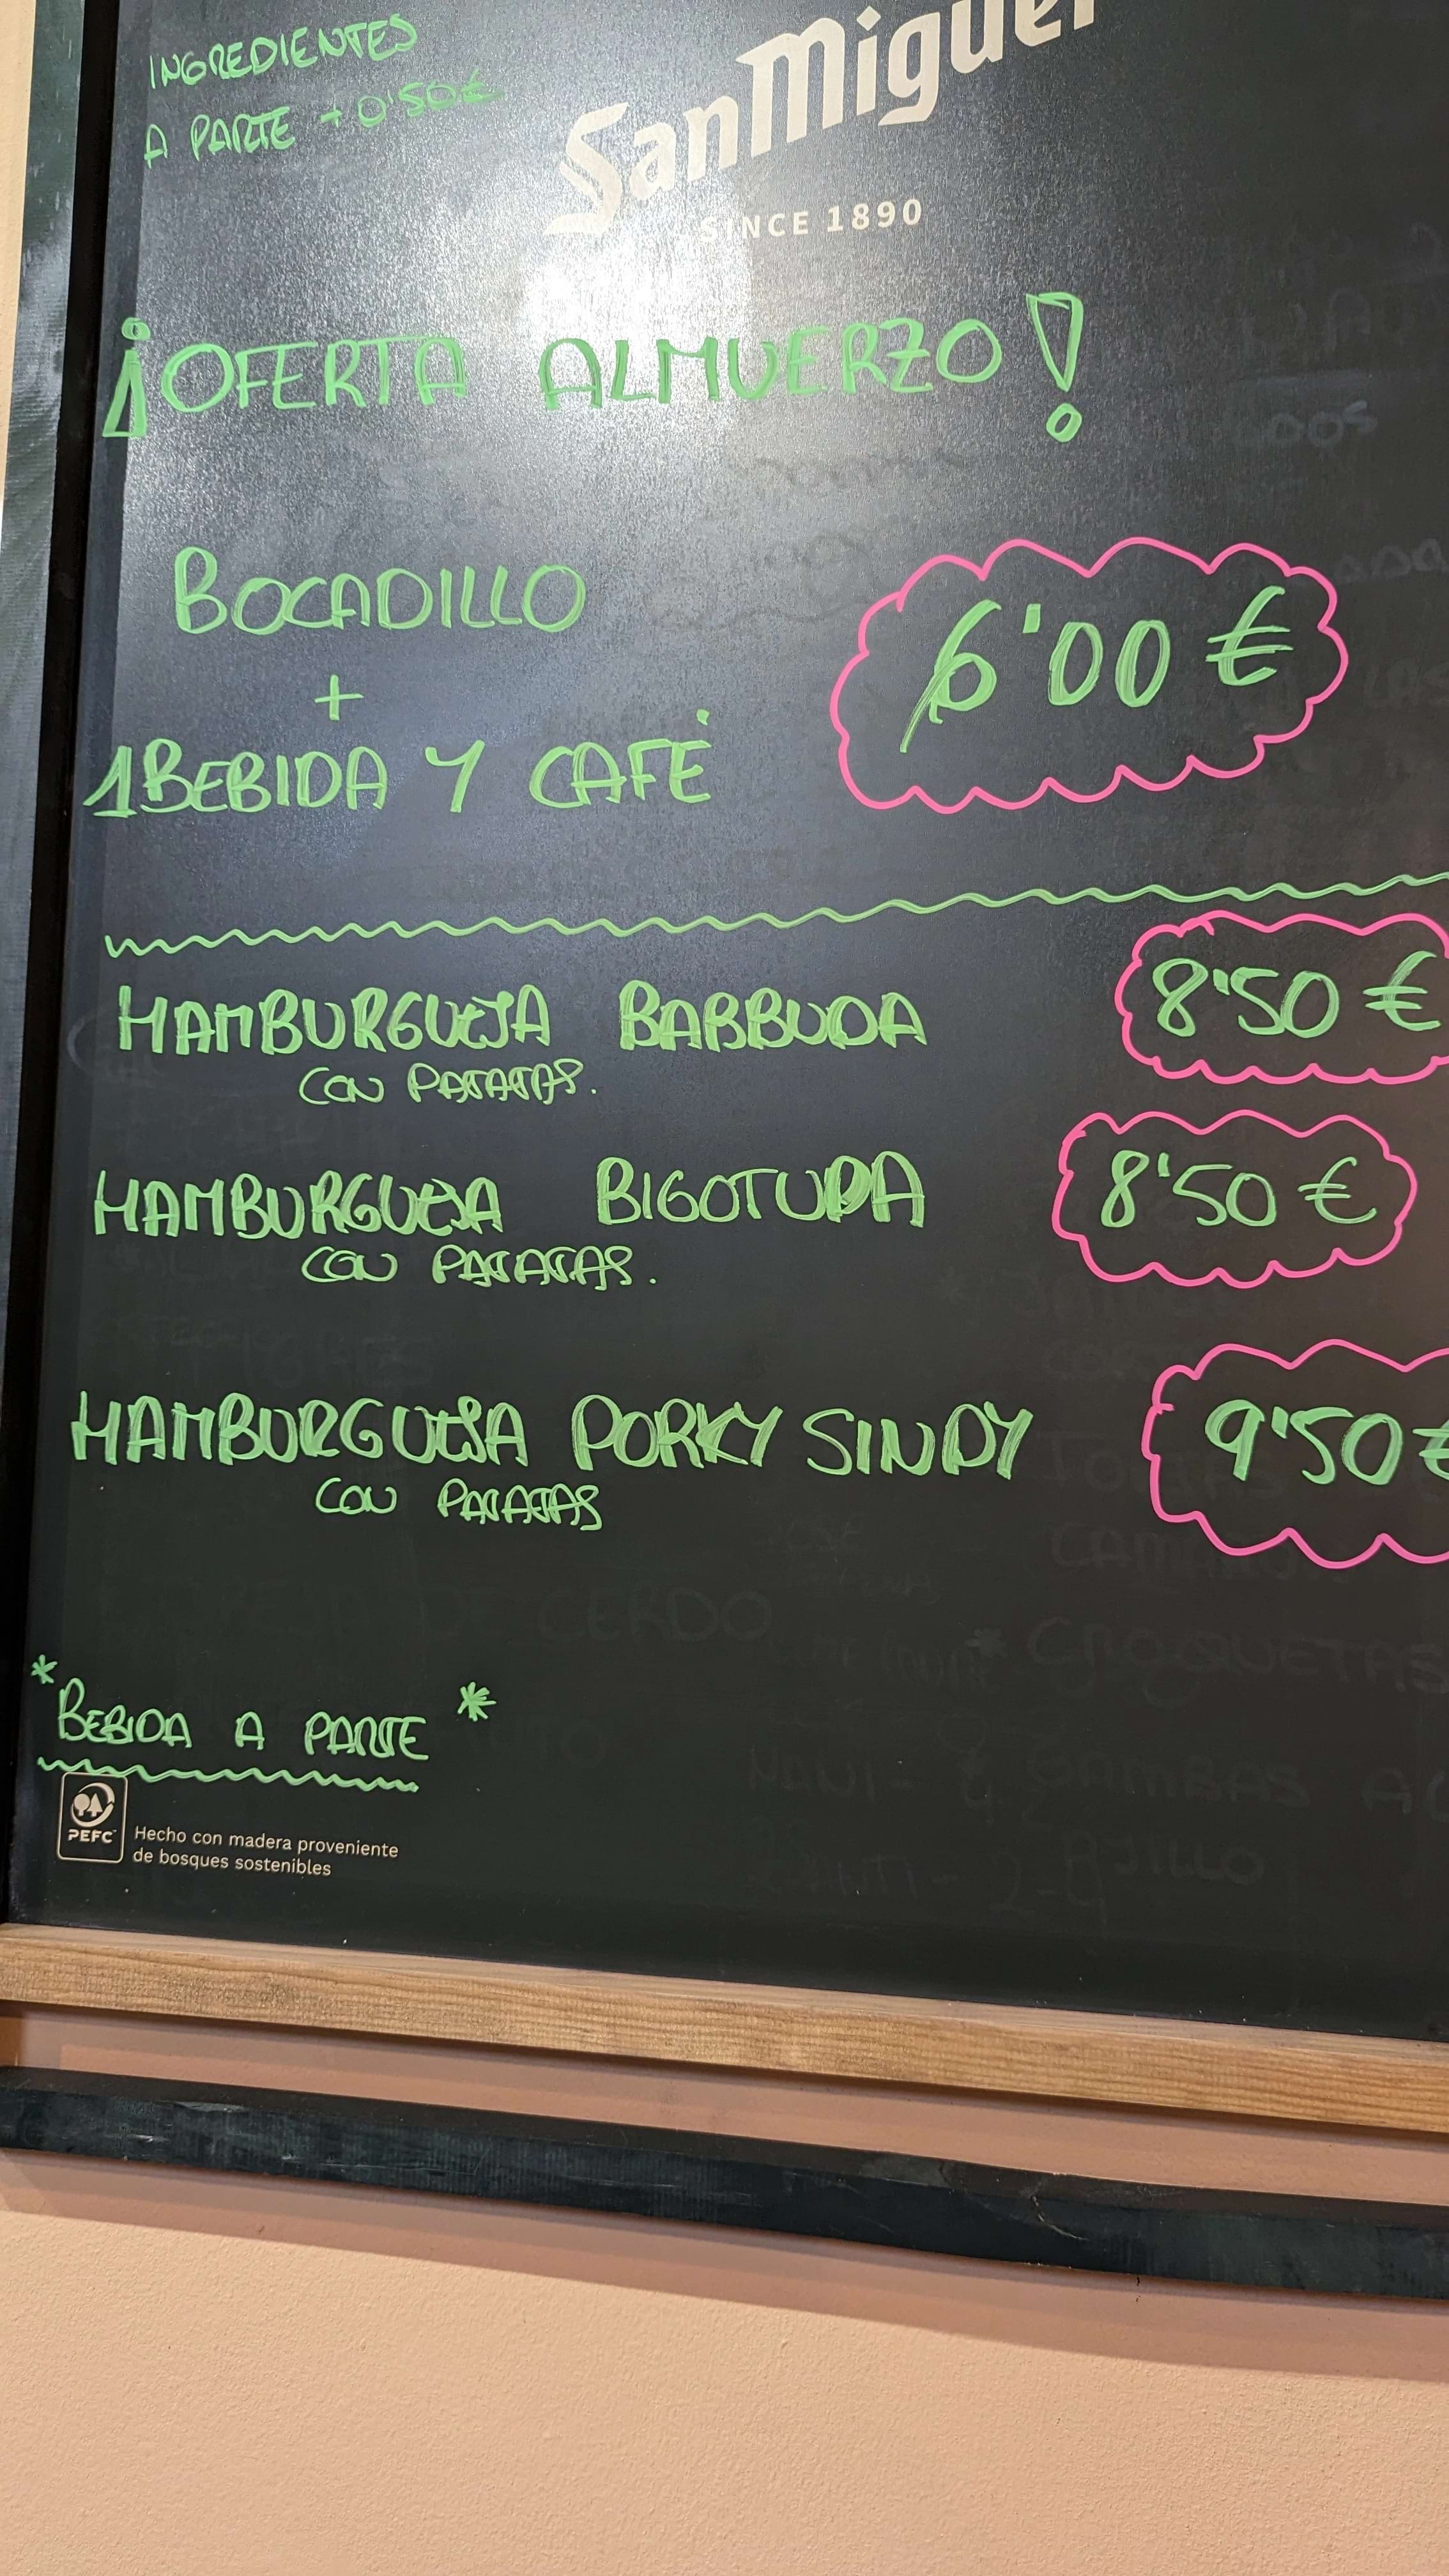 INGREDIENTES
A PARTE +0'50€
SanMiguel
SINCE 1890
¡OFERTA ALMUERZO!
BOCADILLO
+
1 BEBIDA Y CAFÉ
6'00 €
HAMBURGUESA BARBUDA 8'50 €
CON PATATAS.
HAMBURGUESA BIGOTUDA 8'50 €
CON PATATAS.
HAMBURGUESA PORKY SINDY 9'50€
CON PATATAS
*BEBIDA A PARTE*
PEFC
Hecho con madera proveniente
de bosques sostenibles